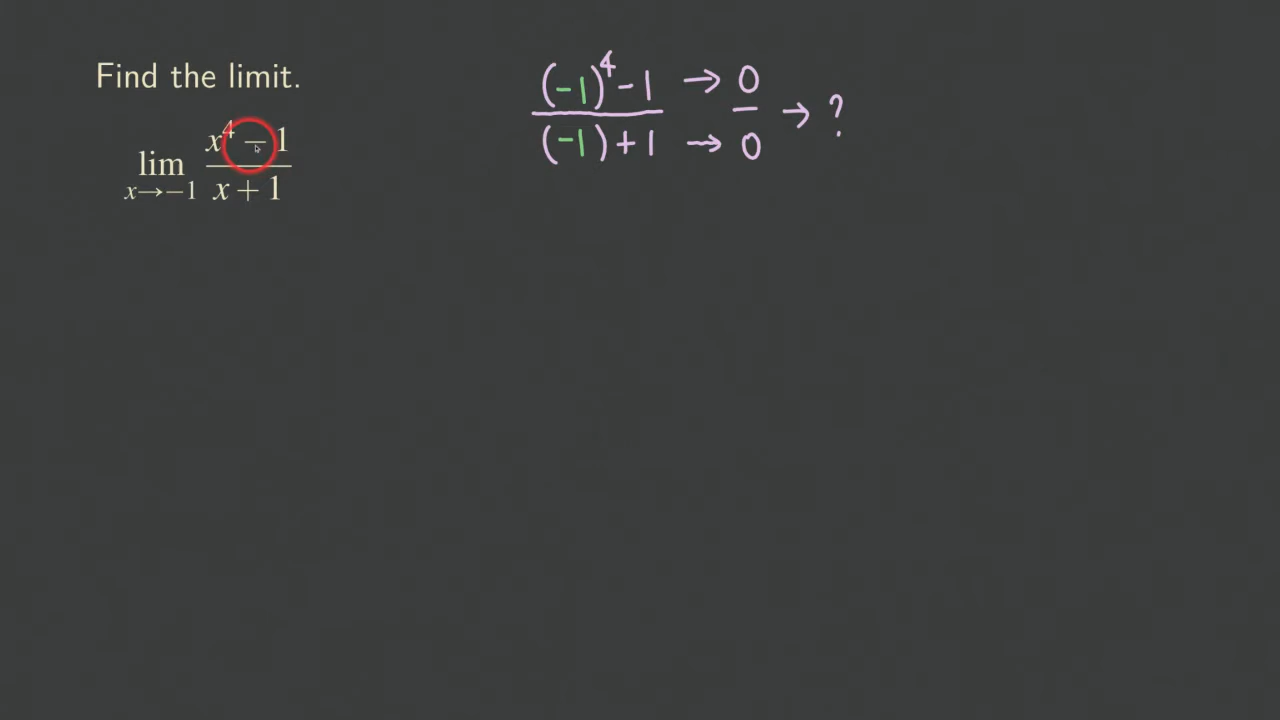 Find the limit.
lim x→−1 (x⁴ − 1)/(x + 1)
((-1)⁴ - 1)/((-1) + 1) → 0/0 → ?